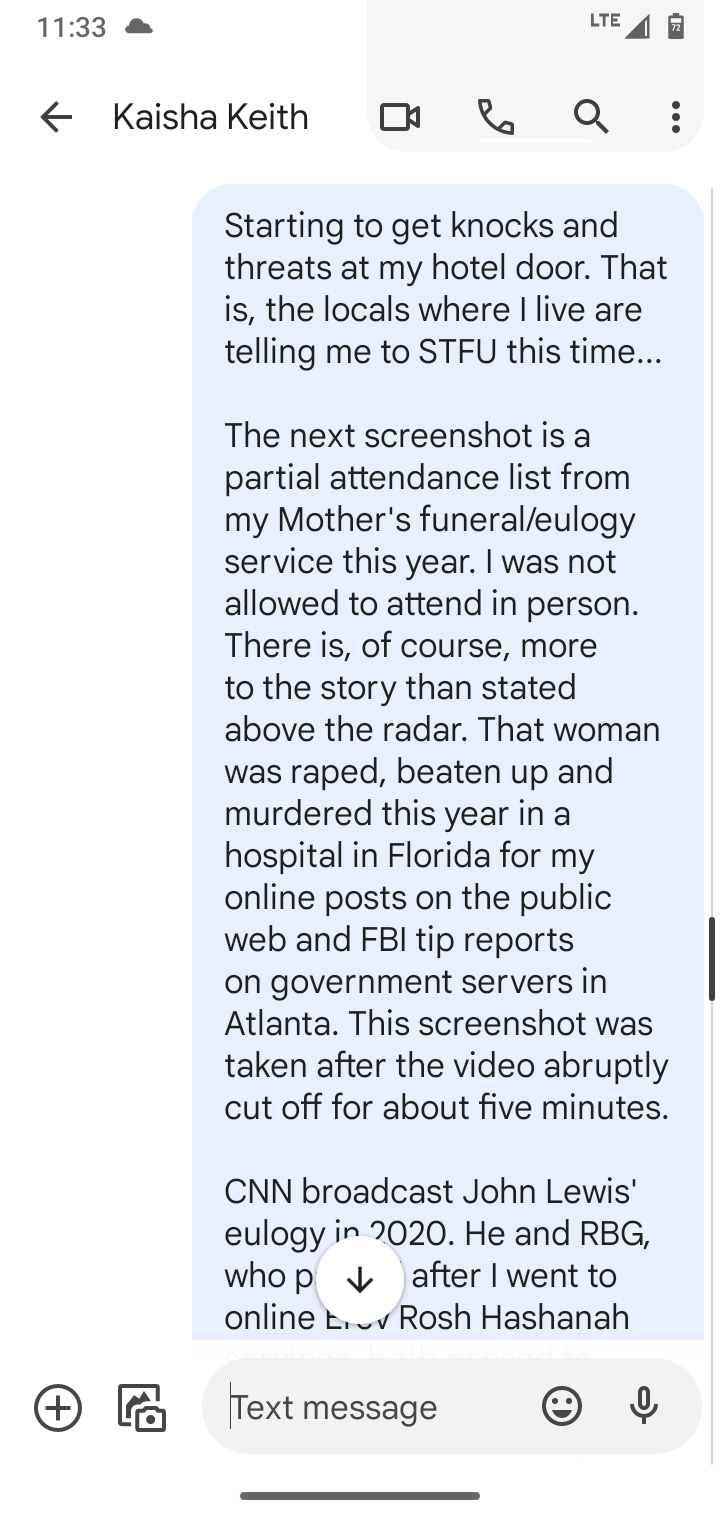 11:33
LTE
72
Kaisha Keith
Starting to get knocks and
threats at my hotel door. That
is, the locals where I live are
telling me to STFU this time...
The next screenshot is a
partial attendance list from
my Mother's funeral/eulogy
service this year. I was not
allowed to attend in person.
There is, of course, more
to the story than stated
above the radar. That woman
was raped, beaten up and
murdered this year in a
hospital in Florida for my
online posts on the public
web and FBI tip reports
on government servers in
Atlanta. This screenshot was
taken after the video abruptly
cut off for about five minutes.
CNN broadcast John Lewis'
eulogy in 2020. He and RBG,
who after I went to
online Erev Rosh Hashanah
Text message